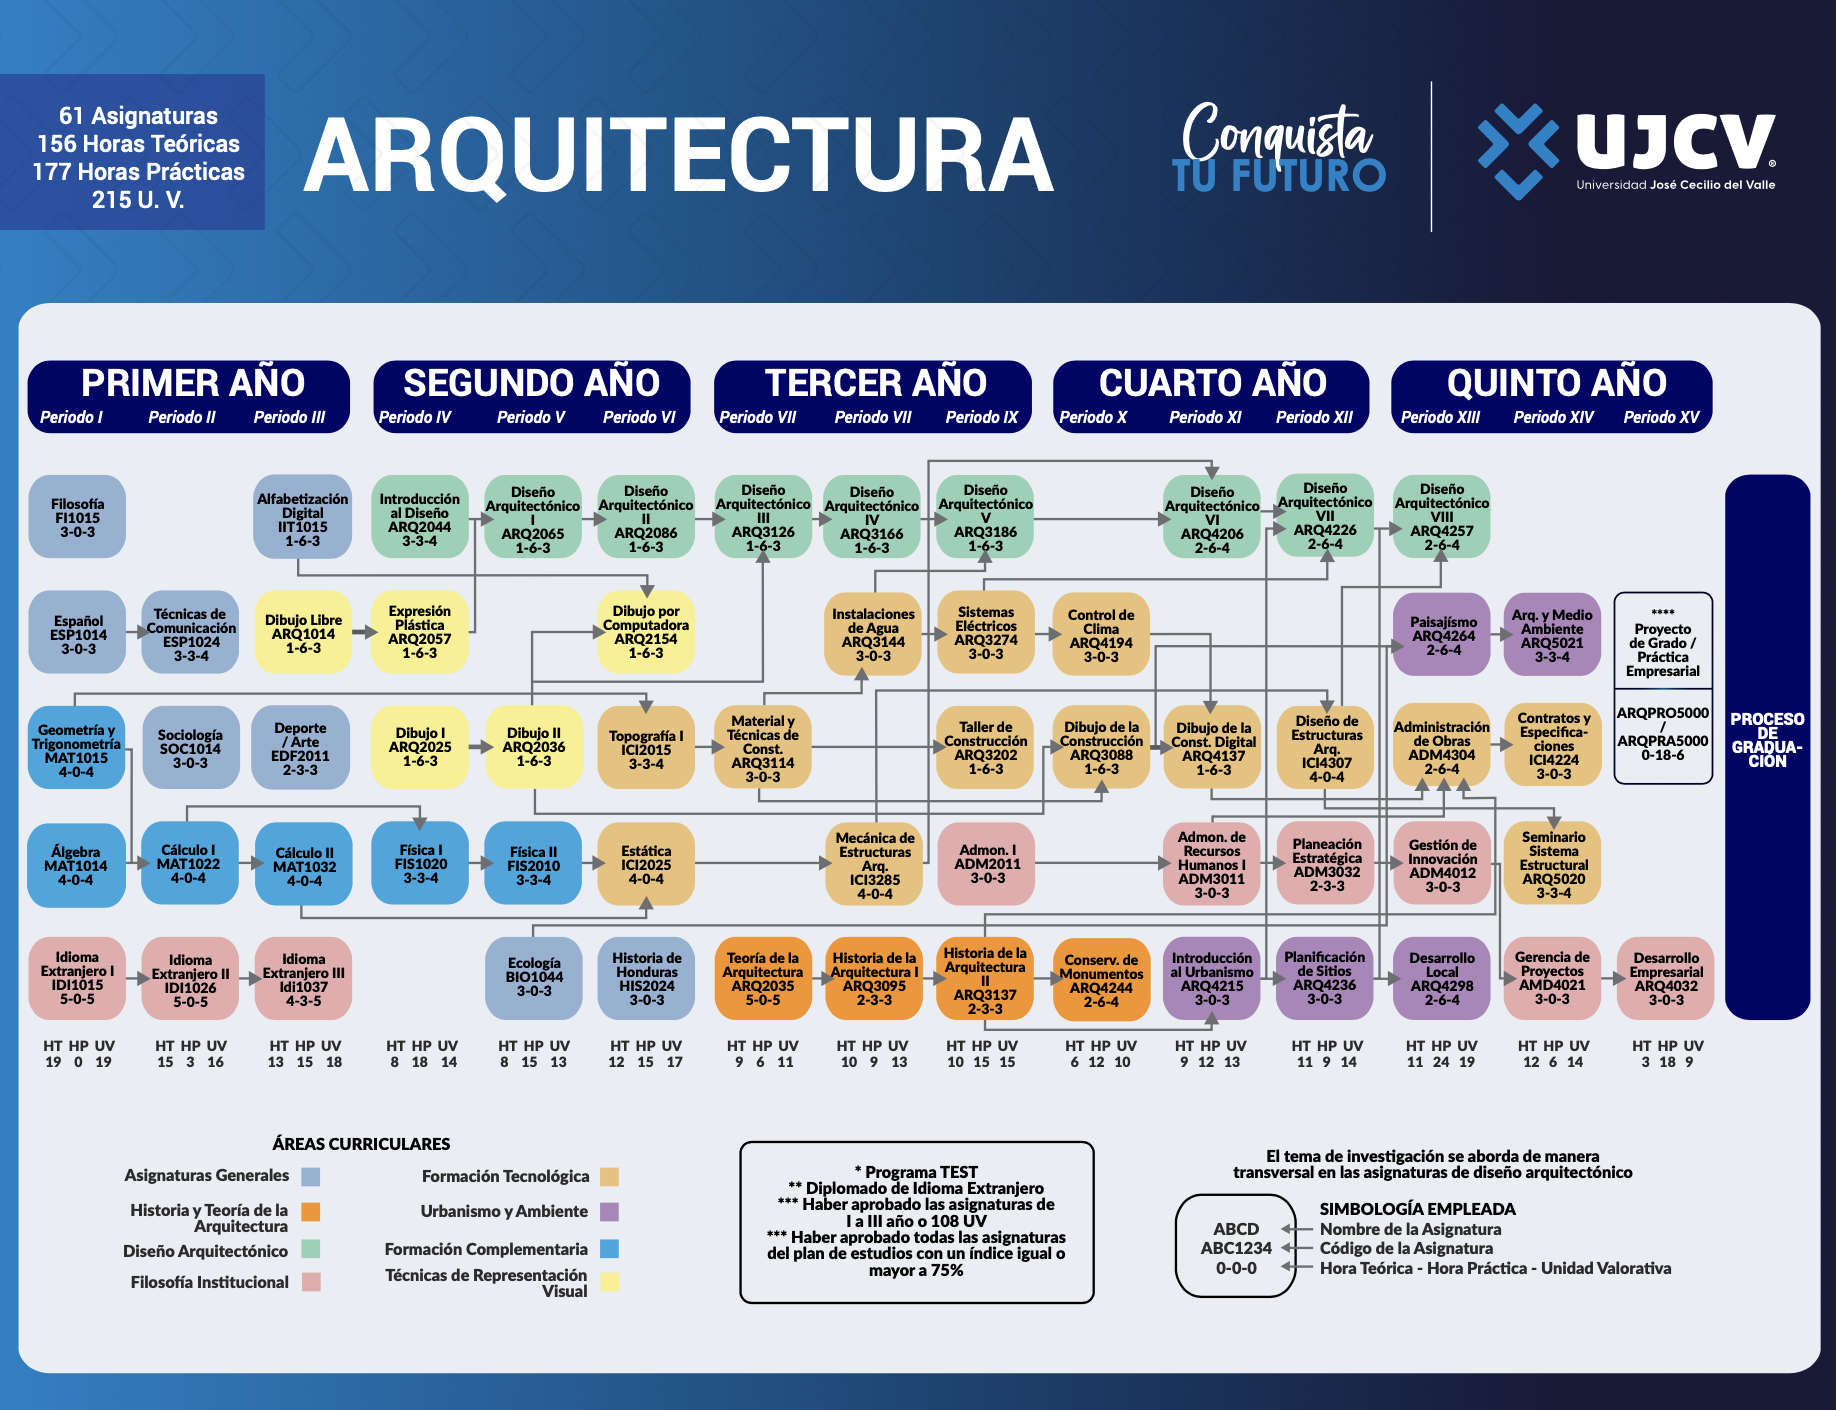 61 Asignaturas
156 Horas Teóricas
177 Horas Prácticas
215 U. V.
ARQUITECTURA
Conquista
TU FUTURO
UJCV®
Universidad José Cecilio del Valle
PRIMER AÑO
Periodo I Periodo II Periodo III
SEGUNDO AÑO
Periodo IV Periodo V Periodo VI
TERCER AÑO
Periodo VII Periodo VII Periodo IX
CUARTO AÑO
Periodo X Periodo XI Periodo XII
QUINTO AÑO
Periodo XIII Periodo XIV Periodo XV
Filosofía
FI1015
3-0-3
Alfabetización
Digital
IIT1015
1-6-3
Introducción
al Diseño
ARQ2044
3-3-4
Diseño
Arquitectónico
I
ARQ2065
1-6-3
Diseño
Arquitectónico
II
ARQ2086
1-6-3
Diseño
Arquitectónico
III
ARQ3126
1-6-3
Diseño
Arquitectónico
IV
ARQ3166
1-6-3
Diseño
Arquitectónico
V
ARQ3186
1-6-3
Diseño
Arquitectónico
VI
ARQ4206
2-6-4
Diseño
Arquitectónico
VII
ARQ4226
2-6-4
Diseño
Arquitectónico
VIII
ARQ4257
2-6-4
Español
ESP1014
3-0-3
Técnicas de
Comunicación
ESP1024
3-3-4
Dibujo Libre
ARQ1014
1-6-3
Expresión
Plástica
ARQ2057
1-6-3
Dibujo por
Computadora
ARQ2154
1-6-3
Instalaciones
de Agua
ARQ3144
3-0-3
Sistemas
Eléctricos
ARQ3274
3-0-3
Control de
Clima
ARQ4194
3-0-3
Paisajísmo
ARQ4264
2-6-4
Arq. y Medio
Ambiente
ARQ5021
3-3-4
****
Proyecto
de Grado /
Práctica
Empresarial
ARQPRO5000
/
ARQPRA5000
0-18-6
Geometría y
Trigonometría
MAT1015
4-0-4
Sociología
SOC1014
3-0-3
Deporte
/ Arte
EDF2011
2-3-3
Dibujo I
ARQ2025
1-6-3
Dibujo II
ARQ2036
1-6-3
Topografía I
ICI2015
3-3-4
Material y
Técnicas de
Const.
ARQ3114
3-0-3
Taller de
Construcción
ARQ3202
1-6-3
Dibujo de la
Construcción
ARQ3088
1-6-3
Dibujo de la
Const. Digital
ARQ4137
1-6-3
Diseño de
Estructuras
Arq.
ICI4307
4-0-4
Administración
de Obras
ADM4304
2-6-4
Contratos y
Especifica-
ciones
ICI4224
3-0-3
PROCESO
DE
GRADUA-
CIÓN
Álgebra
MAT1014
4-0-4
Cálculo I
MAT1022
4-0-4
Cálculo II
MAT1032
4-0-4
Física I
FIS1020
3-3-4
Física II
FIS2010
3-3-4
Estática
ICI2025
4-0-4
Mecánica de
Estructuras
Arq.
ICI3285
4-0-4
Admon. I
ADM2011
3-0-3
Admon. de
Recursos
Humanos I
ADM3011
3-0-3
Planeación
Estratégica
ADM3032
2-3-3
Gestión de
Innovación
ADM4012
3-0-3
Seminario
Sistema
Estructural
ARQ5020
3-3-4
Idioma
Extranjero I
IDI1015
5-0-5
Idioma
Extranjero II
IDI1026
5-0-5
Idioma
Extranjero III
Idi1037
4-3-5
Ecología
BIO1044
3-0-3
Historia de
Honduras
HIS2024
3-0-3
Teoría de la
Arquitectura
ARQ2035
5-0-5
Historia de la
Arquitectura I
ARQ3095
2-3-3
Historia de la
Arquitectura
II
ARQ3137
2-3-3
Conserv. de
Monumentos
ARQ4244
2-6-4
Introducción
al Urbanismo
ARQ4215
3-0-3
Planificación
de Sitios
ARQ4236
3-0-3
Desarrollo
Local
ARQ4298
2-6-4
Gerencia de
Proyectos
AMD4021
3-0-3
Desarrollo
Empresarial
ARQ4032
3-0-3
HT HP UV
19 0 19
HT HP UV
15 3 16
HT HP UV
13 15 18
HT HP UV
8 18 14
HT HP UV
8 15 13
HT HP UV
12 15 17
HT HP UV
9 6 11
HT HP UV
10 9 13
HT HP UV
10 15 15
HT HP UV
6 12 10
HT HP UV
9 12 13
HT HP UV
11 9 14
HT HP UV
11 24 19
HT HP UV
12 6 14
HT HP UV
3 18 9
ÁREAS CURRICULARES
Asignaturas Generales
Historia y Teoría de la
Arquitectura
Diseño Arquitectónico
Filosofía Institucional
Formación Tecnológica
Urbanismo y Ambiente
Formación Complementaria
Técnicas de Representación
Visual
* Programa TEST
** Diplomado de Idioma Extranjero
*** Haber aprobado las asignaturas de
I a III año o 108 UV
*** Haber aprobado todas las asignaturas
del plan de estudios con un índice igual o
mayor a 75%
El tema de investigación se aborda de manera
transversal en las asignaturas de diseño arquitectónico
SIMBOLOGÍA EMPLEADA
ABCD
Nombre de la Asignatura
ABC1234
Código de la Asignatura
0-0-0
Hora Teórica - Hora Práctica - Unidad Valorativa